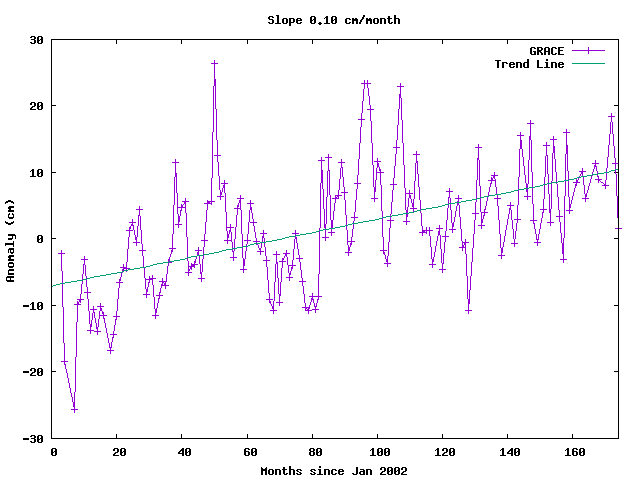 Slope 0.10 cm/month
GRACE
Trend Line
Anomaly (cm)
30
20
10
0
-10
-20
-30
0 20 40 60 80 100 120 140 160
Months since Jan 2002